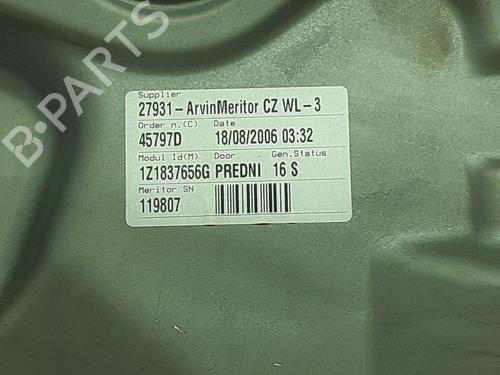 Supplier
27931-ArvinMeritor CZ WL-3
Order n.(C) Date
45797D 18/08/2006 03:32
Modul Id(M) Door Gen.Status
1Z1837656G PREDNI 16 S
Meritor SN
119807
B-PARTS